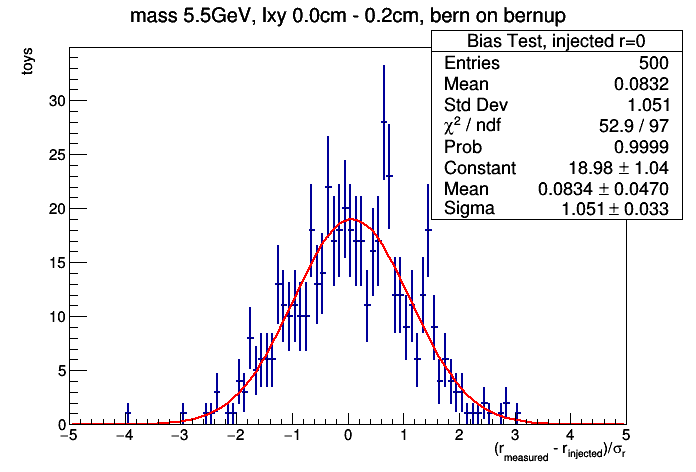 mass 5.5GeV, lxy 0.0cm - 0.2cm, bern on bernup
toys
Bias Test, injected r=0
Entries 500
Mean 0.0832
Std Dev 1.051
χ² / ndf 52.9 / 97
Prob 0.9999
Constant 18.98 ± 1.04
Mean 0.0834 ± 0.0470
Sigma 1.051 ± 0.033
30
25
20
15
10
5
0
−5 −4 −3 −2 −1 0 1 2 3 4 5
(r_measured - r_injected)/σ_r